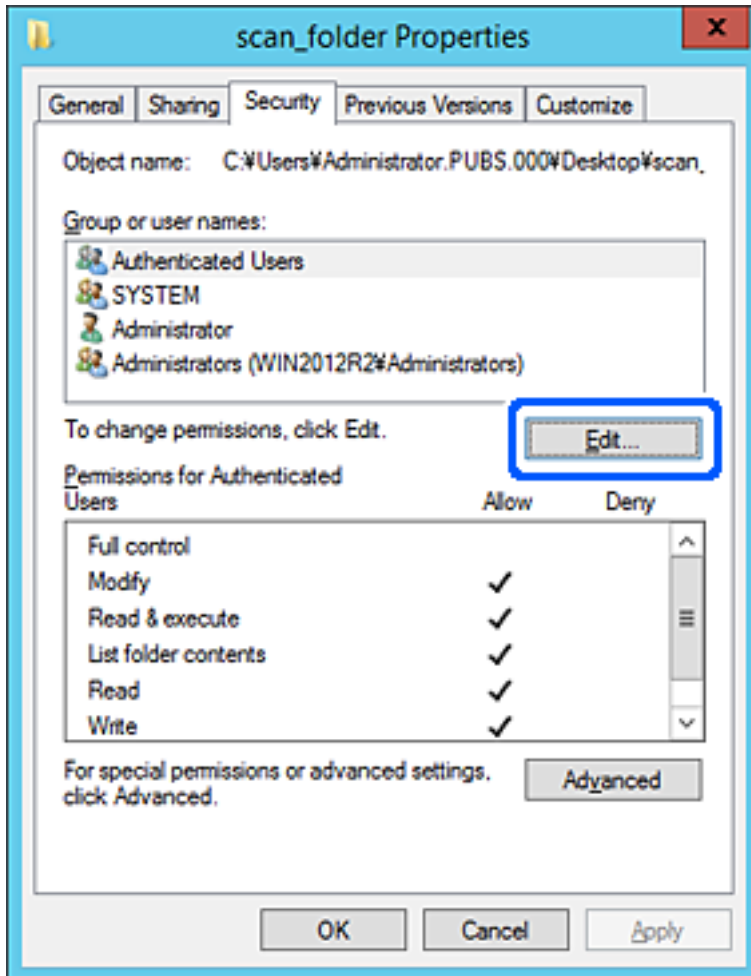 scan_folder Properties
x
General Sharing Security Previous Versions Customize
Object name: C:¥Users¥Administrator.PUBS.000¥Desktop¥scan_
Group or user names:
Authenticated Users
SYSTEM
Administrator
Administrators (WIN2012R2¥Administrators)
To change permissions, click Edit.
Edit...
Permissions for Authenticated
Users Allow Deny
Full control
Modify
Read & execute
List folder contents
Read
Write
For special permissions or advanced settings,
click Advanced.
Advanced
OK Cancel Apply